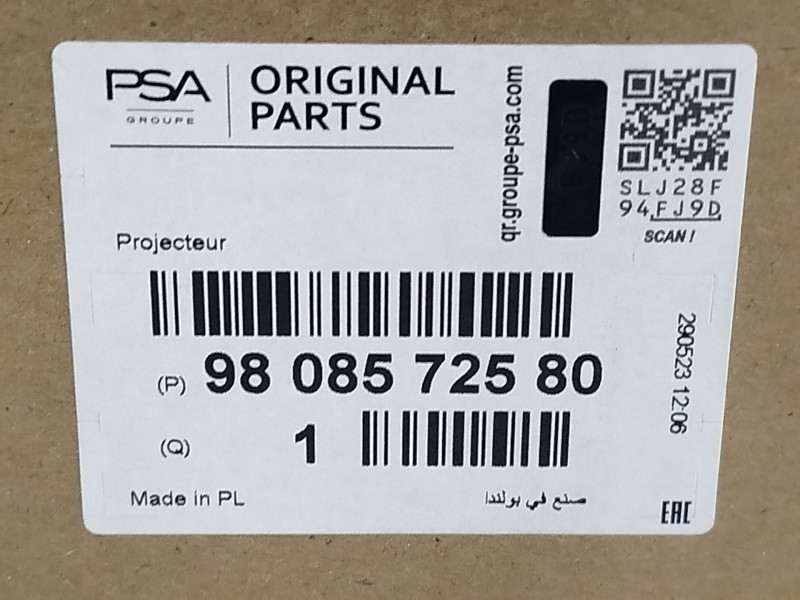 PSA
GROUPE
ORIGINAL
PARTS
qr.groupe-psa.com
SLJ28F
94FJ9D
SCAN!
Projecteur
(P) 98 085 725 80
290523 12:06
(Q) 1
Made in PL
صنع في بولندا
EAC